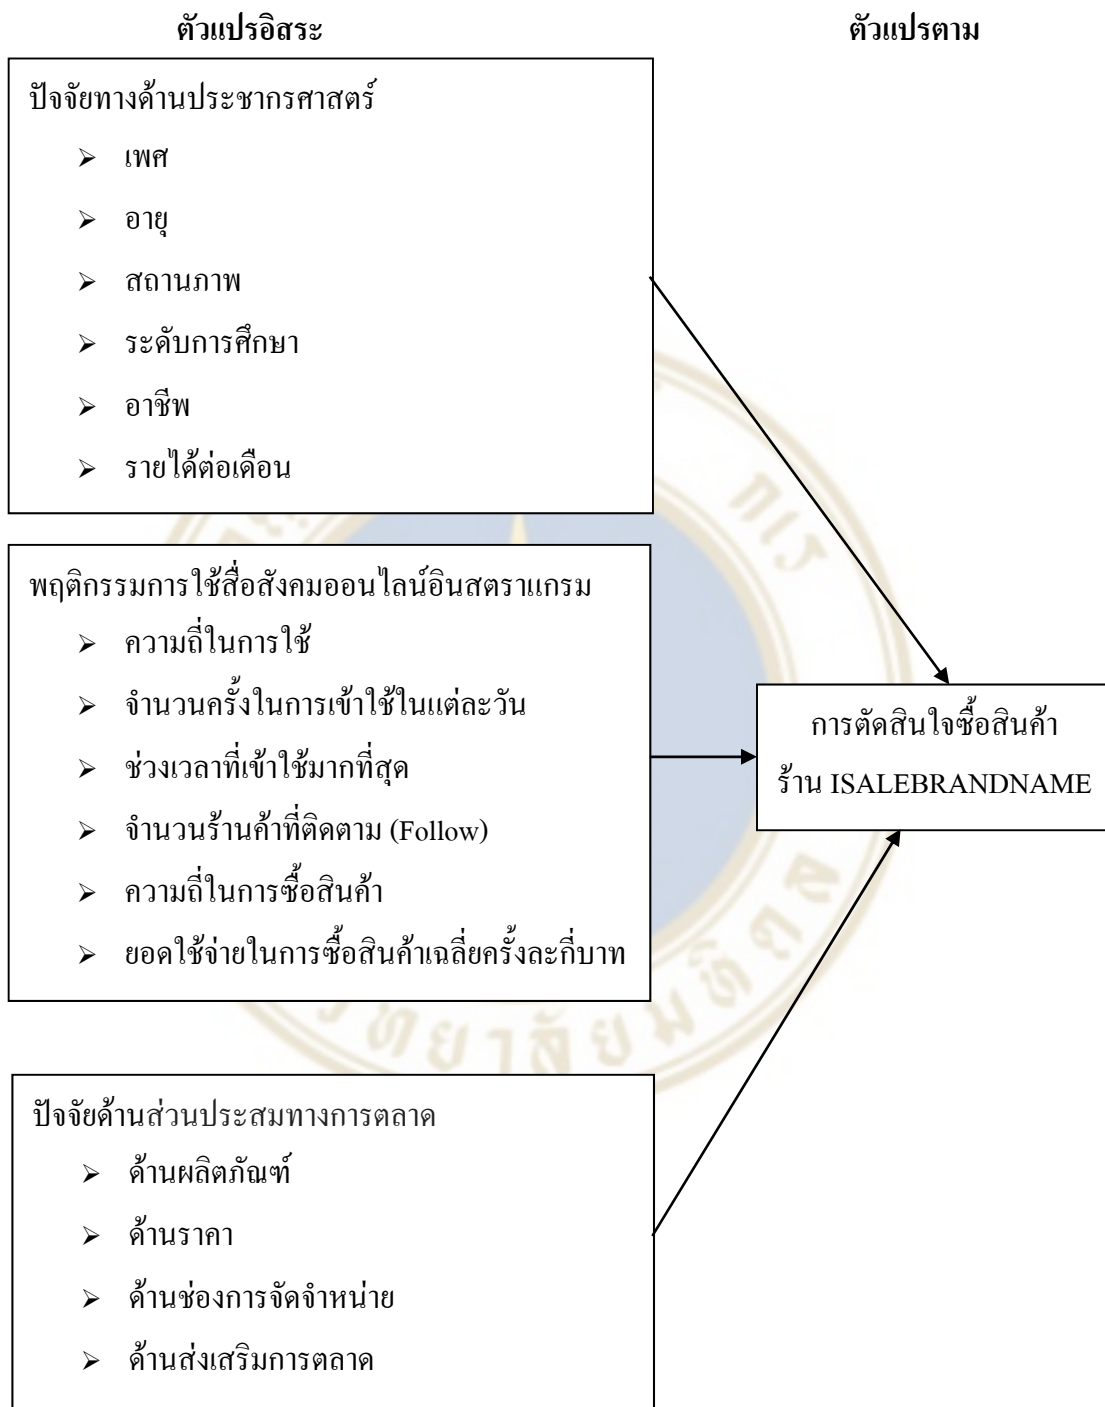 ตัวแปรอิสระ
ตัวแปรตาม
ปัจจัยทางด้านประชากรศาสตร์
➢ เพศ
➢ อายุ
➢ สถานภาพ
➢ ระดับการศึกษา
➢ อาชีพ
➢ รายได้ต่อเดือน
พฤติกรรมการใช้สื่อสังคมออนไลน์อินสตราแกรม
➢ ความถี่ในการใช้
➢ จำนวนครั้งในการเข้าใช้ในแต่ละวัน
➢ ช่วงเวลาที่เข้าใช้มากที่สุด
➢ จำนวนร้านค้าที่ติดตาม (Follow)
➢ ความถี่ในการซื้อสินค้า
➢ ยอดใช้จ่ายในการซื้อสินค้าเฉลี่ยครั้งละกี่บาท
ปัจจัยด้านส่วนประสมทางการตลาด
➢ ด้านผลิตภัณฑ์
➢ ด้านราคา
➢ ด้านช่องการจัดจำหน่าย
➢ ด้านส่งเสริมการตลาด
การตัดสินใจซื้อสินค้า
ร้าน ISALEBRANDNAME